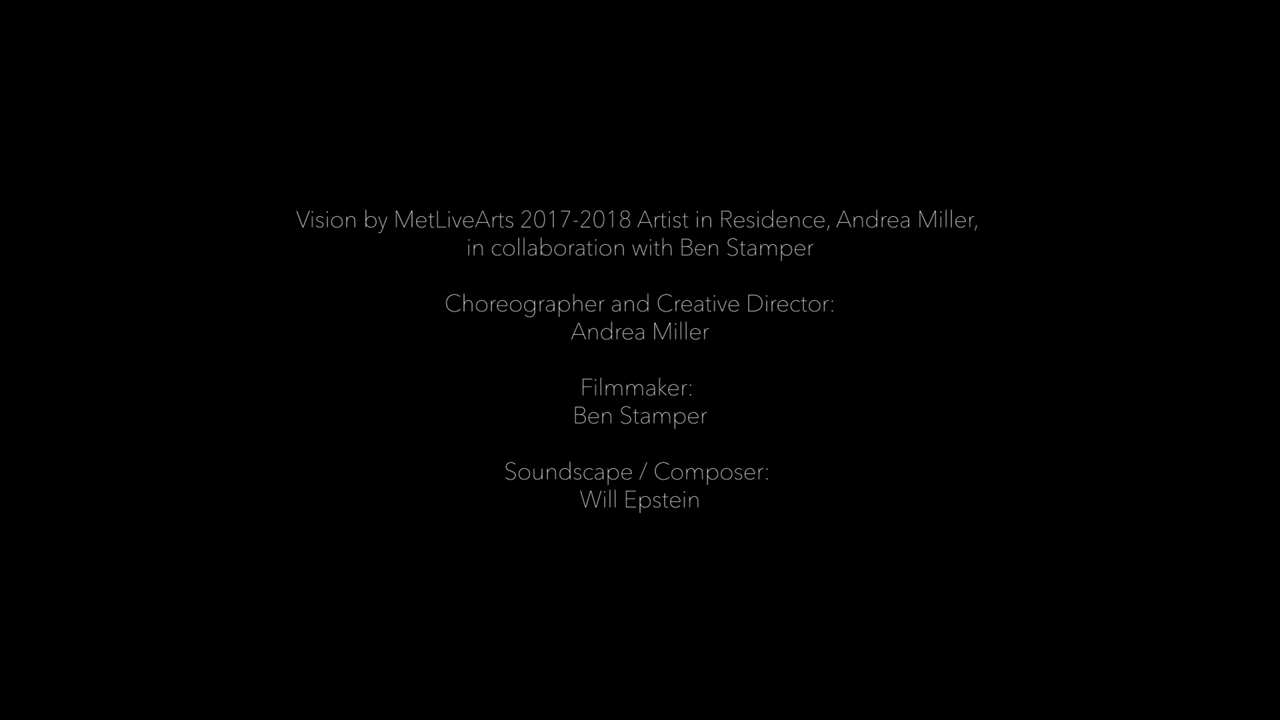 Vision by MetLiveArts 2017-2018 Artist in Residence, Andrea Miller,
in collaboration with Ben Stamper
Choreographer and Creative Director:
Andrea Miller
Filmmaker:
Ben Stamper
Soundscape / Composer:
Will Epstein